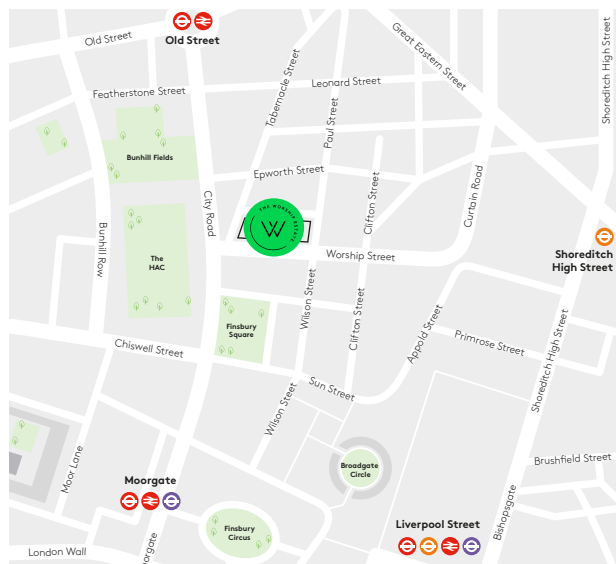 Old Street
Old Street
Great Eastern Street
Shoreditch High Street
Featherstone Street
Tabernacle Street
Leonard Street
Paul Street
Bunhill Fields
Epworth Street
Clifton Street
Curtain Road
City Road
THE WORSHIP ESTATE
W
Bunhill Row
The
HAC
Worship Street
Shoreditch
High Street
Wilson Street
Clifton Street
Finsbury
Square
Appold Street
Primrose Street
Shoreditch High Street
Chiswell Street
Sun Street
Wilson Street
Moor Lane
Broadgate
Circle
Brushfield Street
Moorgate
Bishopsgate
Finsbury
Circus
Liverpool Street
London Wall
orgate